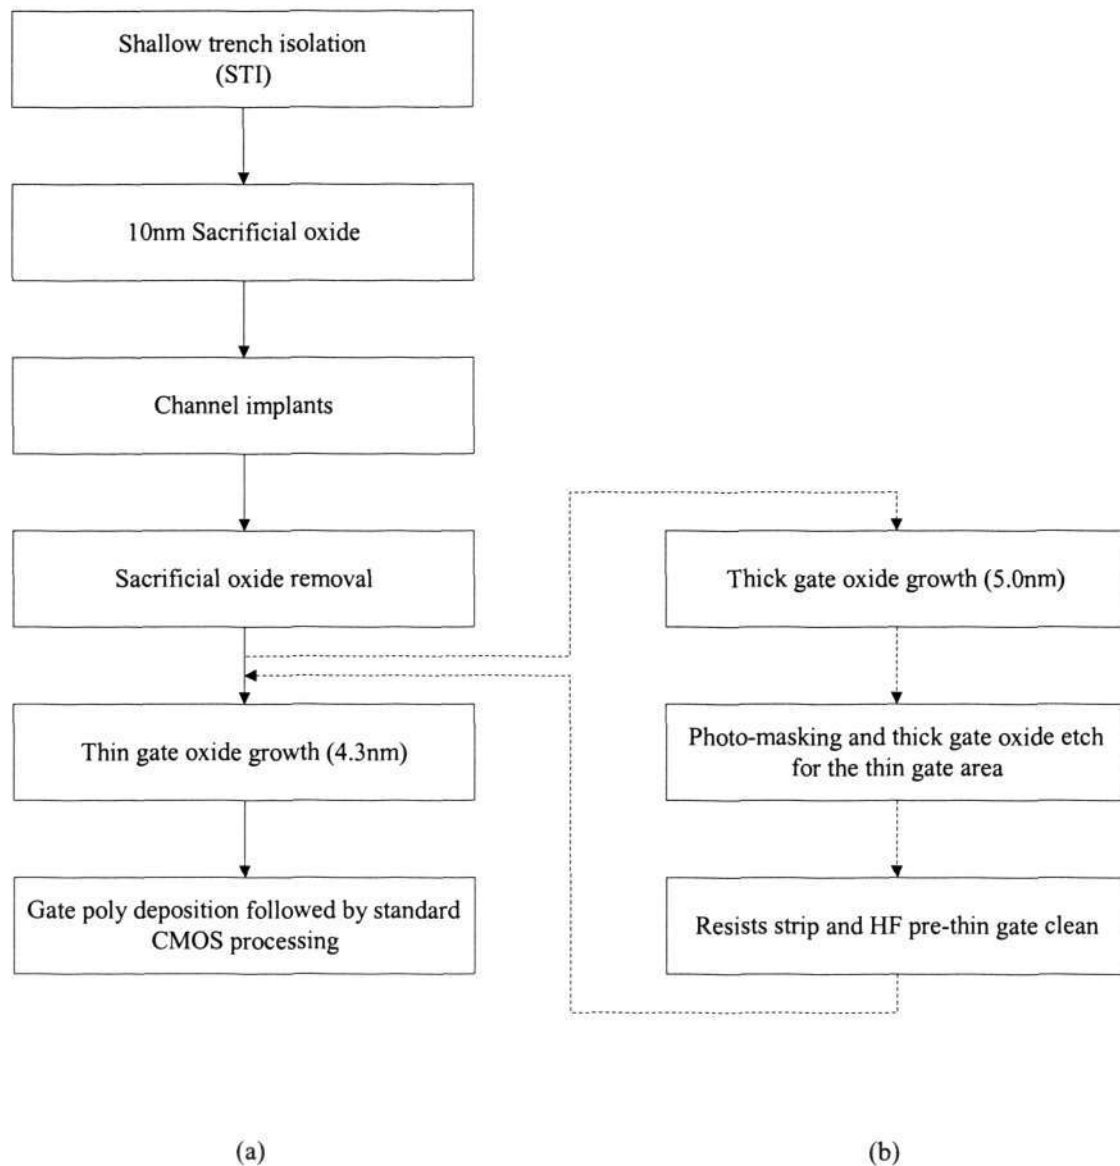 Shallow trench isolation
(STI)
10nm Sacrificial oxide
Channel implants
Sacrificial oxide removal
Thin gate oxide growth (4.3nm)
Gate poly deposition followed by standard
CMOS processing
(a)
Thick gate oxide growth (5.0nm)
Photo-masking and thick gate oxide etch
for the thin gate area
Resists strip and HF pre-thin gate clean
(b)